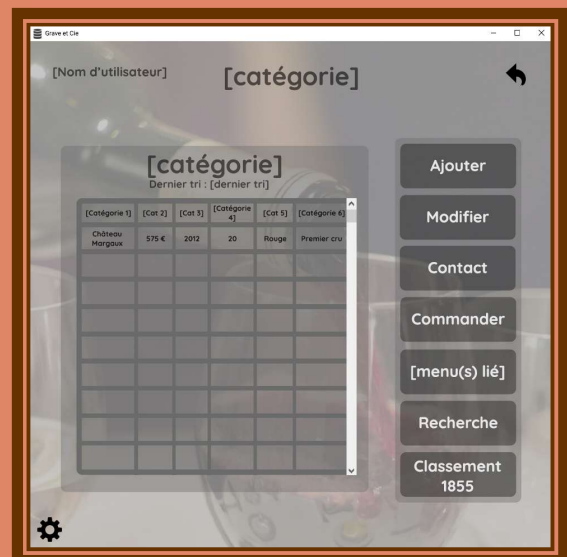 Grave et Cie
[Nom d'utilisateur]
[catégorie]
[catégorie]
Dernier tri : [dernier tri]
[Catégorie 1] [Cat 2] [Cat 3] [Catégorie 4] [Cat 5] [Catégorie 6]
Château Margaux 575 € 2012 20 Rouge Premier cru
Ajouter
Modifier
Contact
Commander
[menu(s) lié]
Recherche
Classement
1855